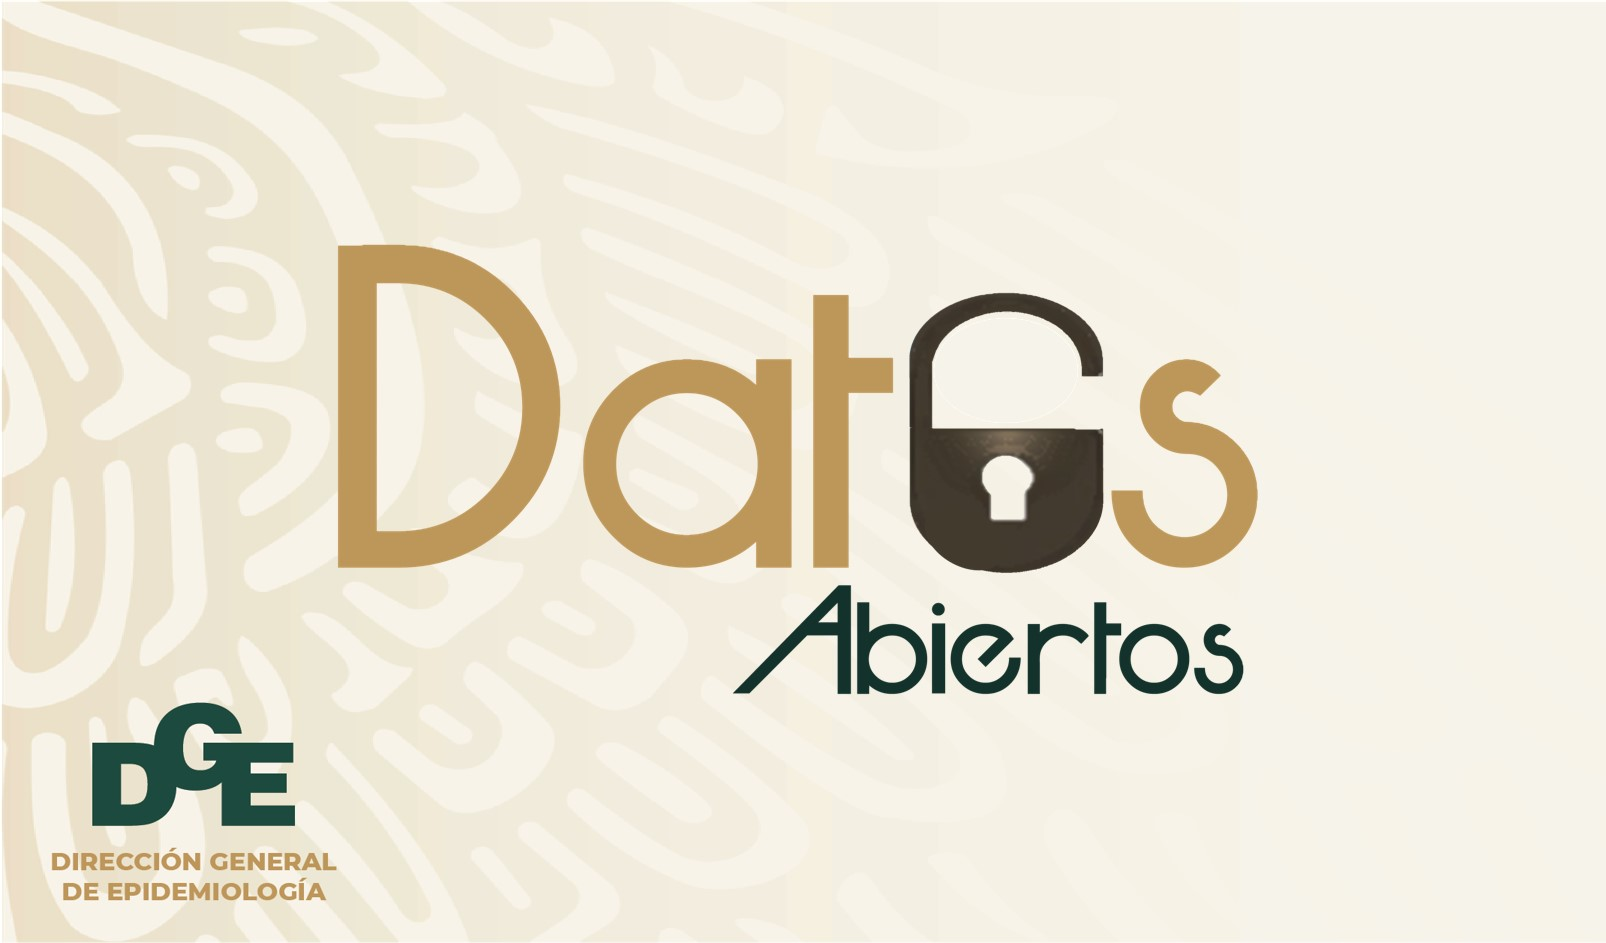 Datos
Abiertos
DGE
DIRECCIÓN GENERAL
DE EPIDEMIOLOGÍA